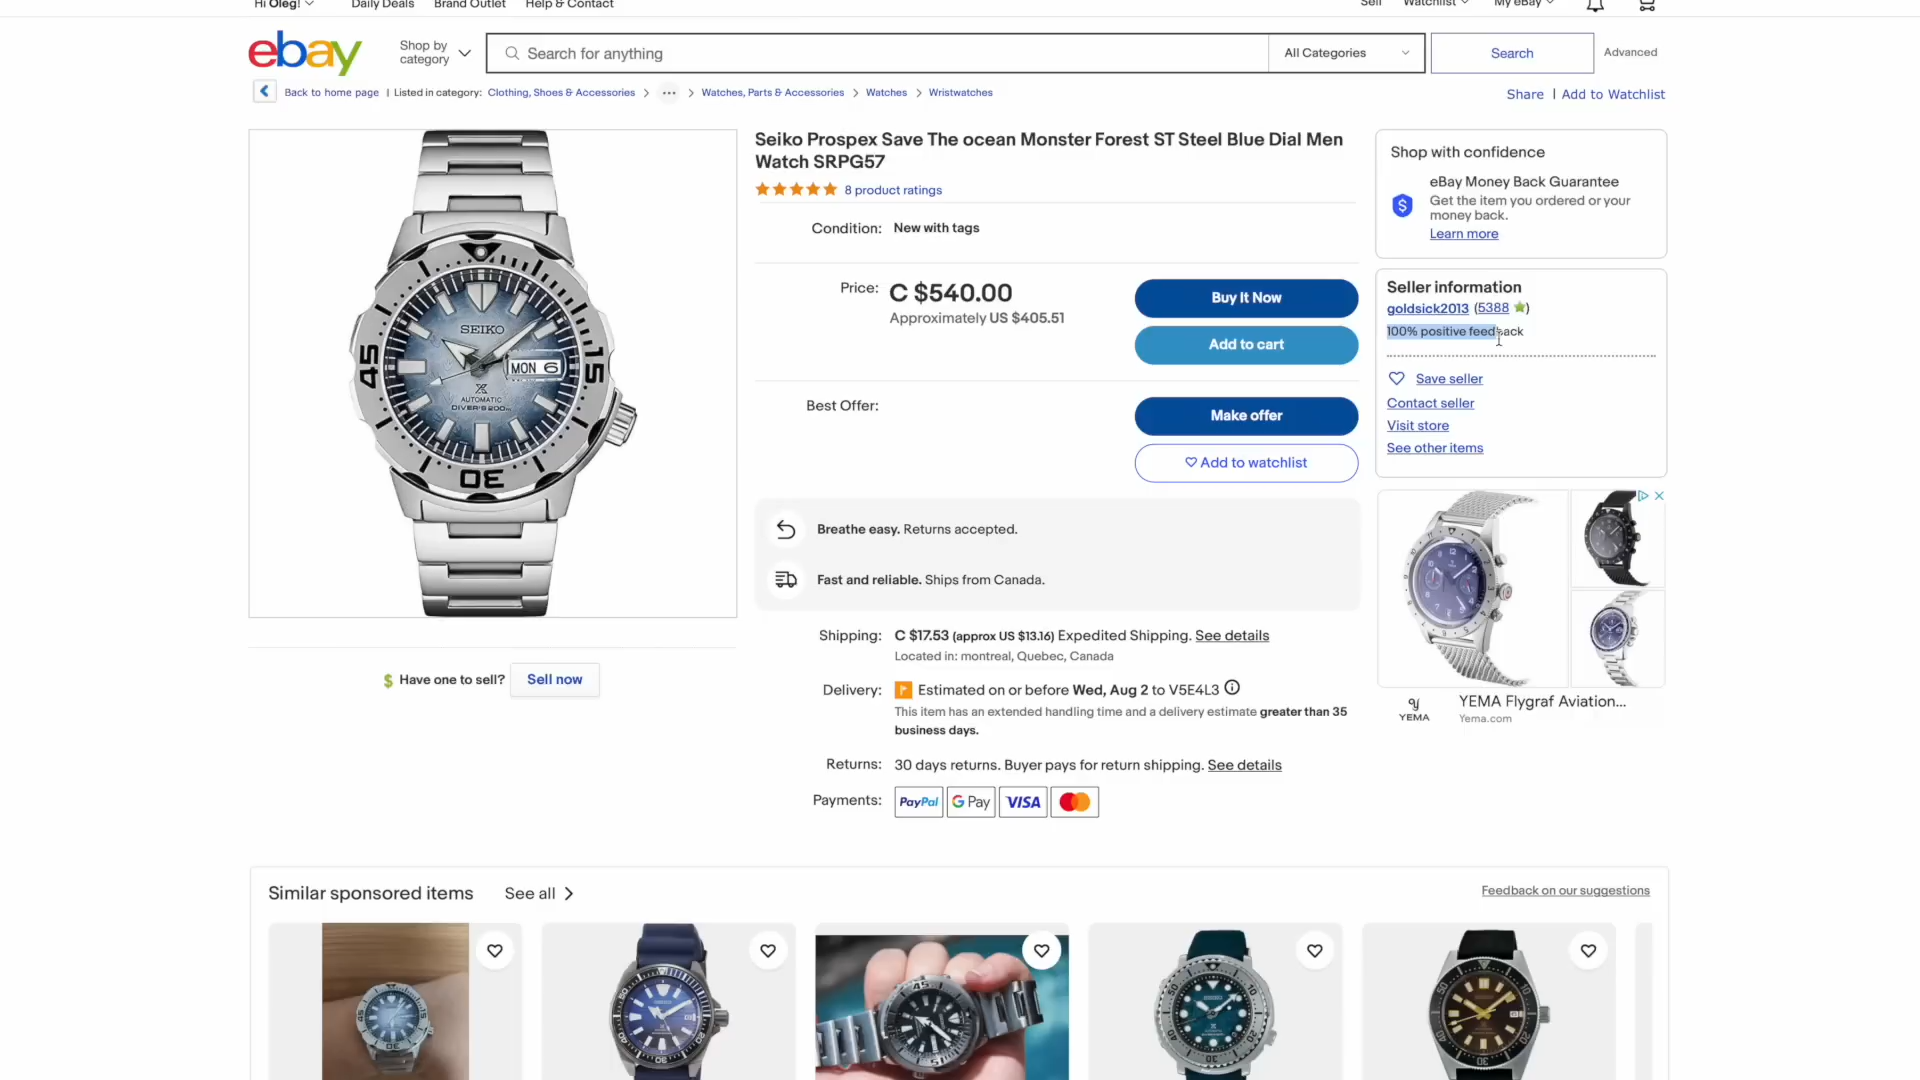 Hi Oleg! Daily Deals Brand Outlet Help & Contact Sell Watchlist My eBay
ebay Shop by category Search for anything All Categories Search Advanced
Back to home page | Listed in category: Clothing, Shoes & Accessories > ... > Watches, Parts & Accessories > Watches > Wristwatches Share | Add to Watchlist
Seiko Prospex Save The ocean Monster Forest ST Steel Blue Dial Men
Watch SRPG57
8 product ratings
Condition: New with tags
Price: C $540.00
Approximately US $405.51
Buy It Now
Add to cart
Best Offer:
Make offer
Add to watchlist
Breathe easy. Returns accepted.
Fast and reliable. Ships from Canada.
Shipping: C $17.53 (approx US $13.16) Expedited Shipping. See details
Located in: montreal, Quebec, Canada
Delivery: Estimated on or before Wed, Aug 2 to V5E4L3
This item has an extended handling time and a delivery estimate greater than 35
business days.
Returns: 30 days returns. Buyer pays for return shipping. See details
Payments: PayPal G Pay VISA
SEIKO
MON 6
AUTOMATIC
DIVER'S 200m
45
15
30
Have one to sell? Sell now
Shop with confidence
eBay Money Back Guarantee
Get the item you ordered or your
money back.
Learn more
Seller information
goldsick2013 (5388)
100% positive feedback
Save seller
Contact seller
Visit store
See other items
YEMA
YEMA Flygraf Aviation...
Yema.com
Similar sponsored items See all
Feedback on our suggestions